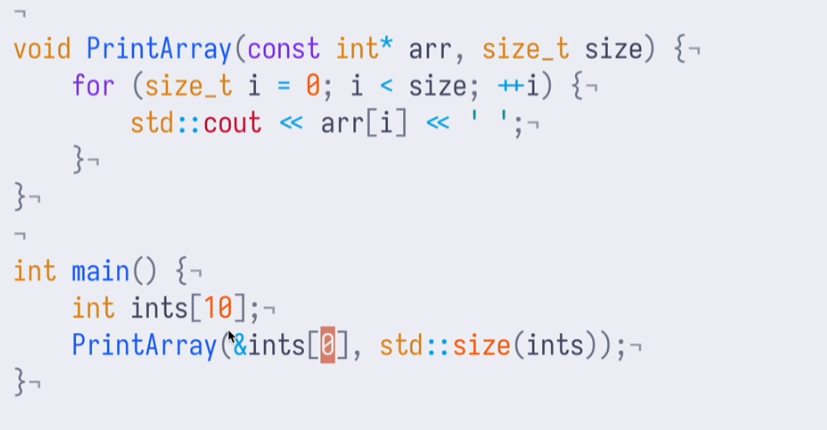 ¬
void PrintArray(const int* arr, size_t size) {¬
    for (size_t i = 0; i < size; ++i) {¬
        std::cout << arr[i] << ' ';¬
    }¬
}¬
¬
int main() {¬
    int ints[10];¬
    PrintArray(&ints[0], std::size(ints));¬
}¬